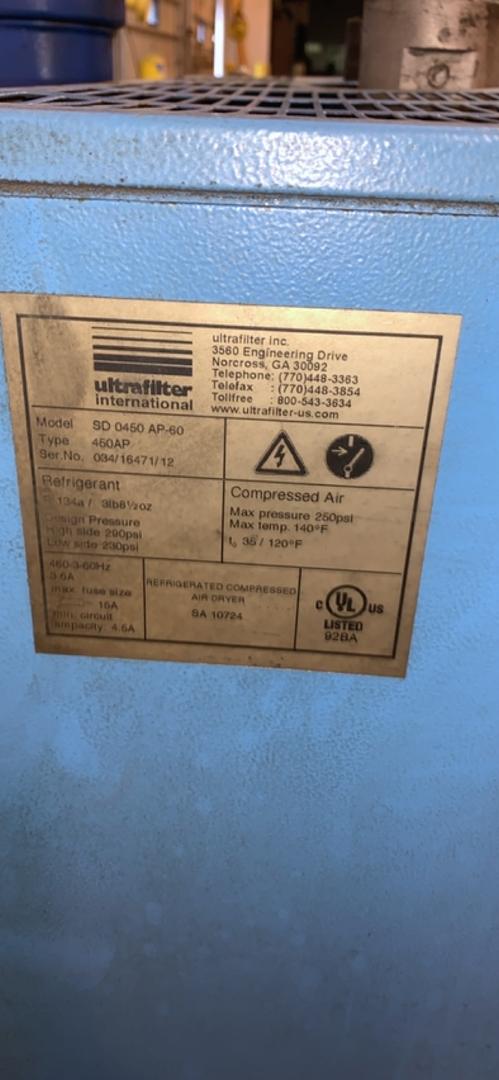 ultrafilter
international
ultrafilter inc.
3560 Engineering Drive
Norcross, GA 30092
Telephone: (770)448-3363
Telefax : (770)448-3854
Tollfree : 800-543-3634
www.ultrafilter-us.com
Model SD 0450 AP-60
Type 450AP
Ser.No. 034/16471/12
Refrigerant
R 134a / 3lb8½oz
Design Pressure
High side 290psi
Low side 230psi
Compressed Air
Max pressure 250psi
Max temp. 140°F
35 / 120°F
460-3-60Hz
3.6A
max. fuse size
15A
min. circuit
ampacity: 4.6A
REFRIGERATED COMPRESSED
AIR DRYER
SA 10724
C UL US
LISTED
92BA